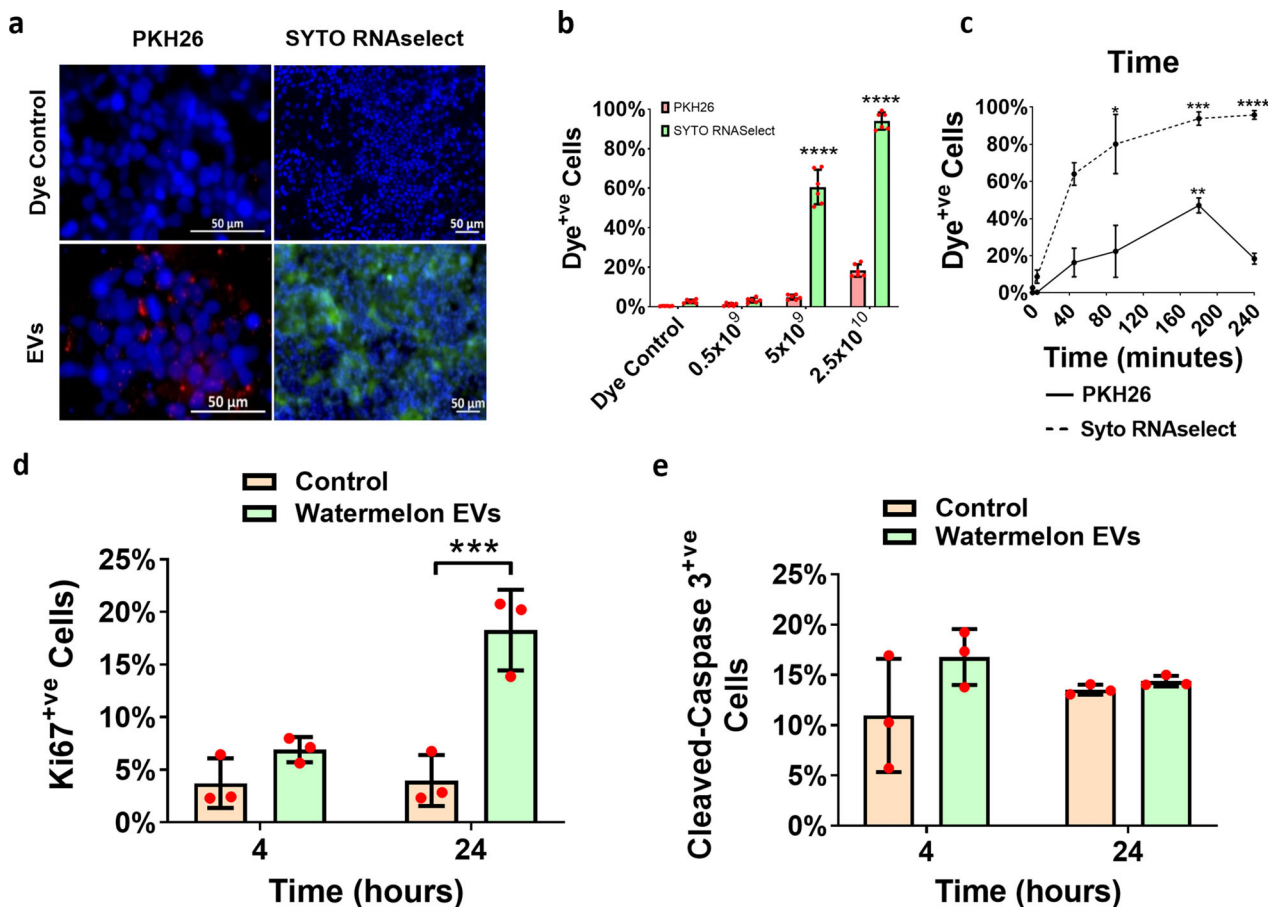 a
PKH26
SYTO RNAselect
Dye Control
50 μm
50 μm
EVs
50 μm
50 μm
b
PKH26
SYTO RNASelect
Dye+ve Cells
100%
80%
60%
40%
20%
0%
****
****
Dye Control
0.5x10^9
5x10^9
2.5x10^10
c
Time
Dye+ve Cells
100%
80%
60%
40%
20%
0%
*
***
****
**
0
40
80
120
160
200
240
Time (minutes)
PKH26
Syto RNAselect
d
Control
Watermelon EVs
Ki67+ve Cells)
25%
20%
15%
10%
5%
0%
***
4
24
Time (hours)
e
Control
Watermelon EVs
Cleaved-Caspase 3+ve
Cells
25%
20%
15%
10%
5%
0%
4
24
Time (hours)